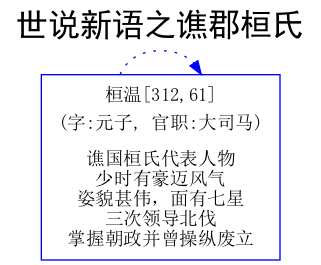 世说新语之谯郡桓氏
桓温[312,61]
(字:元子, 官职:大司马)
谯国桓氏代表人物
少时有豪迈风气
姿貌甚伟，面有七星
三次领导北伐
掌握朝政并曾操纵废立